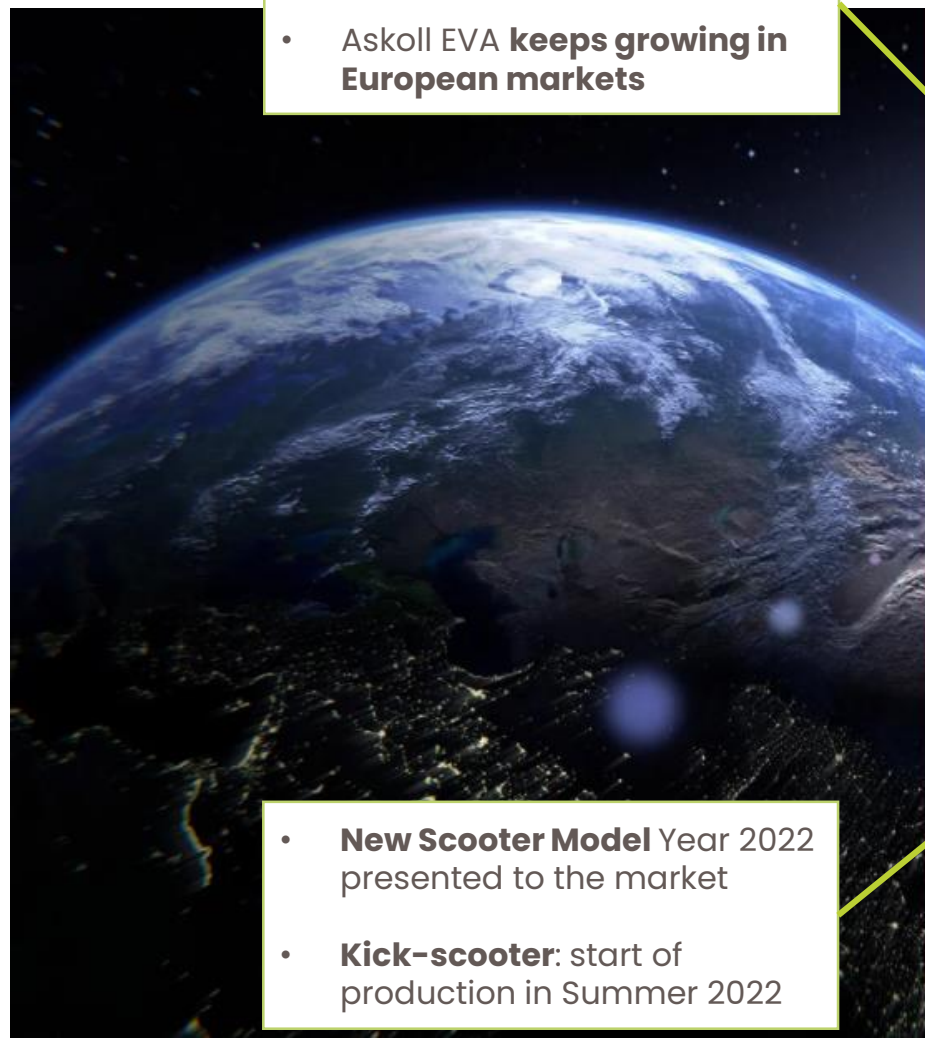 • Askoll EVA keeps growing in
European markets
• New Scooter Model Year 2022
presented to the market
• Kick-scooter: start of
production in Summer 2022